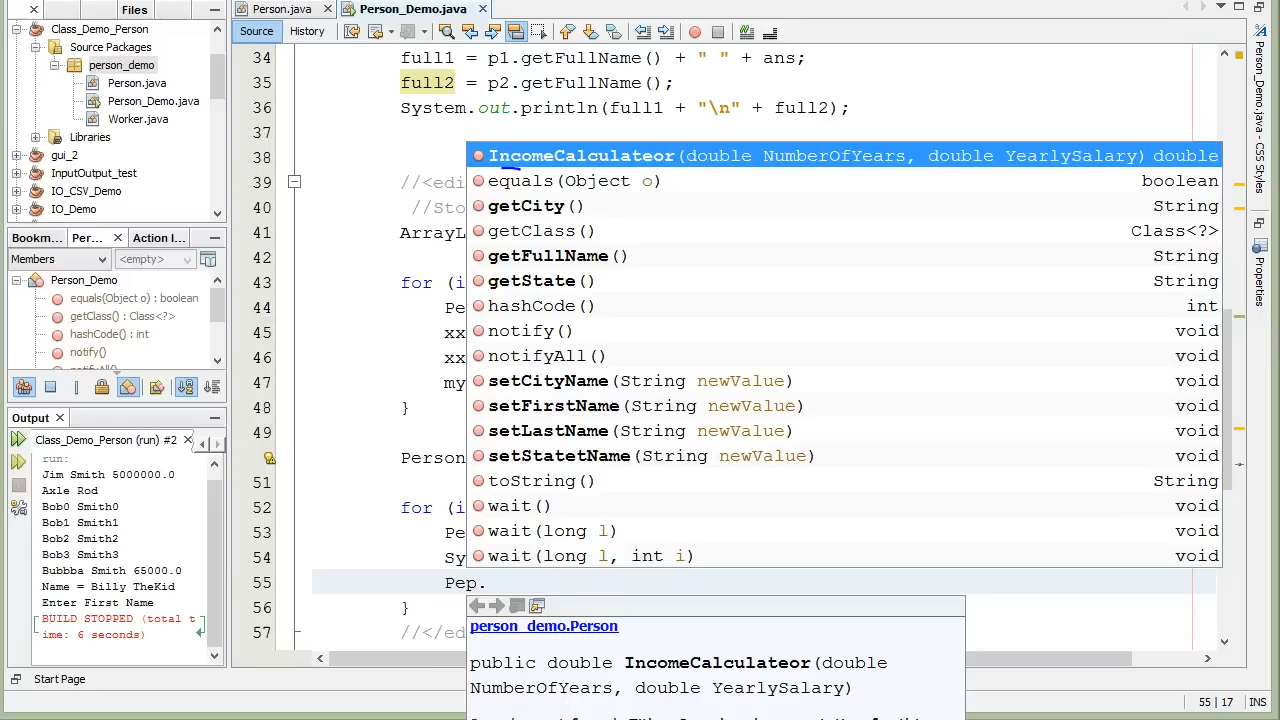 Files
Class_Demo_Person
Source Packages
person_demo
Person.java
Person_Demo.java
Worker.java
Libraries
gui_2
InputOutput_test
IO_CSV_Demo
IO_Demo
Bookm... Per... Action I...
Members <empty>
Person_Demo
equals(Object o) : boolean
getClass() : Class<?>
hashCode() : int
notify()
Output
Class_Demo_Person (run) #2
run:
Jim Smith 5000000.0
Axle Rod
Bob0 Smith0
Bob1 Smith1
Bob2 Smith2
Bob3 Smith3
Bubbba Smith 65000.0
Name = Billy TheKid
Enter First Name
BUILD STOPPED (total t
ime: 6 seconds)
Start Page
Person.java Person_Demo.java
Source History
34 full1 = p1.getFullName() + " " + ans;
35 full2 = p2.getFullName();
36 System.out.println(full1 + "\n" + full2);
37
38
39 //<edi
40 //Sto
41 ArrayL
42
43 for (i
44 Pe
45 xx
46 xx
47 my
48 }
49
Person
51
52 for (i
53 Pe
54 Sy
55 Pep.
56 }
57 //</ed
IncomeCalculateor(double NumberOfYears, double YearlySalary) double
equals(Object o) boolean
getCity() String
getClass() Class<?>
getFullName() String
getState() String
hashCode() int
notify() void
notifyAll() void
setCityName(String newValue) void
setFirstName(String newValue) void
setLastName(String newValue) void
setStatetName(String newValue) void
toString() String
wait() void
wait(long l) void
wait(long l, int i) void
person_demo.Person
public double IncomeCalculateor(double
NumberOfYears, double YearlySalary)
Person_Demo.java - CSS Styles
Properties
55 | 17 INS